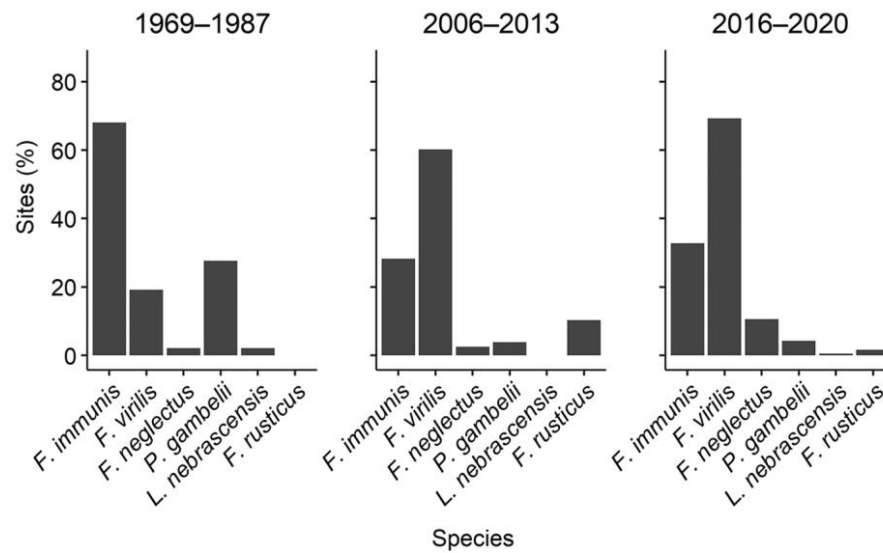 1969–1987
2006–2013
2016–2020
Sites (%)
80
60
40
20
0
F. immunis
F. virilis
F. neglectus
P. gambelii
L. nebrascensis
F. rusticus
F. immunis
F. virilis
F. neglectus
P. gambelii
L. nebrascensis
F. rusticus
F. immunis
F. virilis
F. neglectus
P. gambelii
L. nebrascensis
F. rusticus
Species